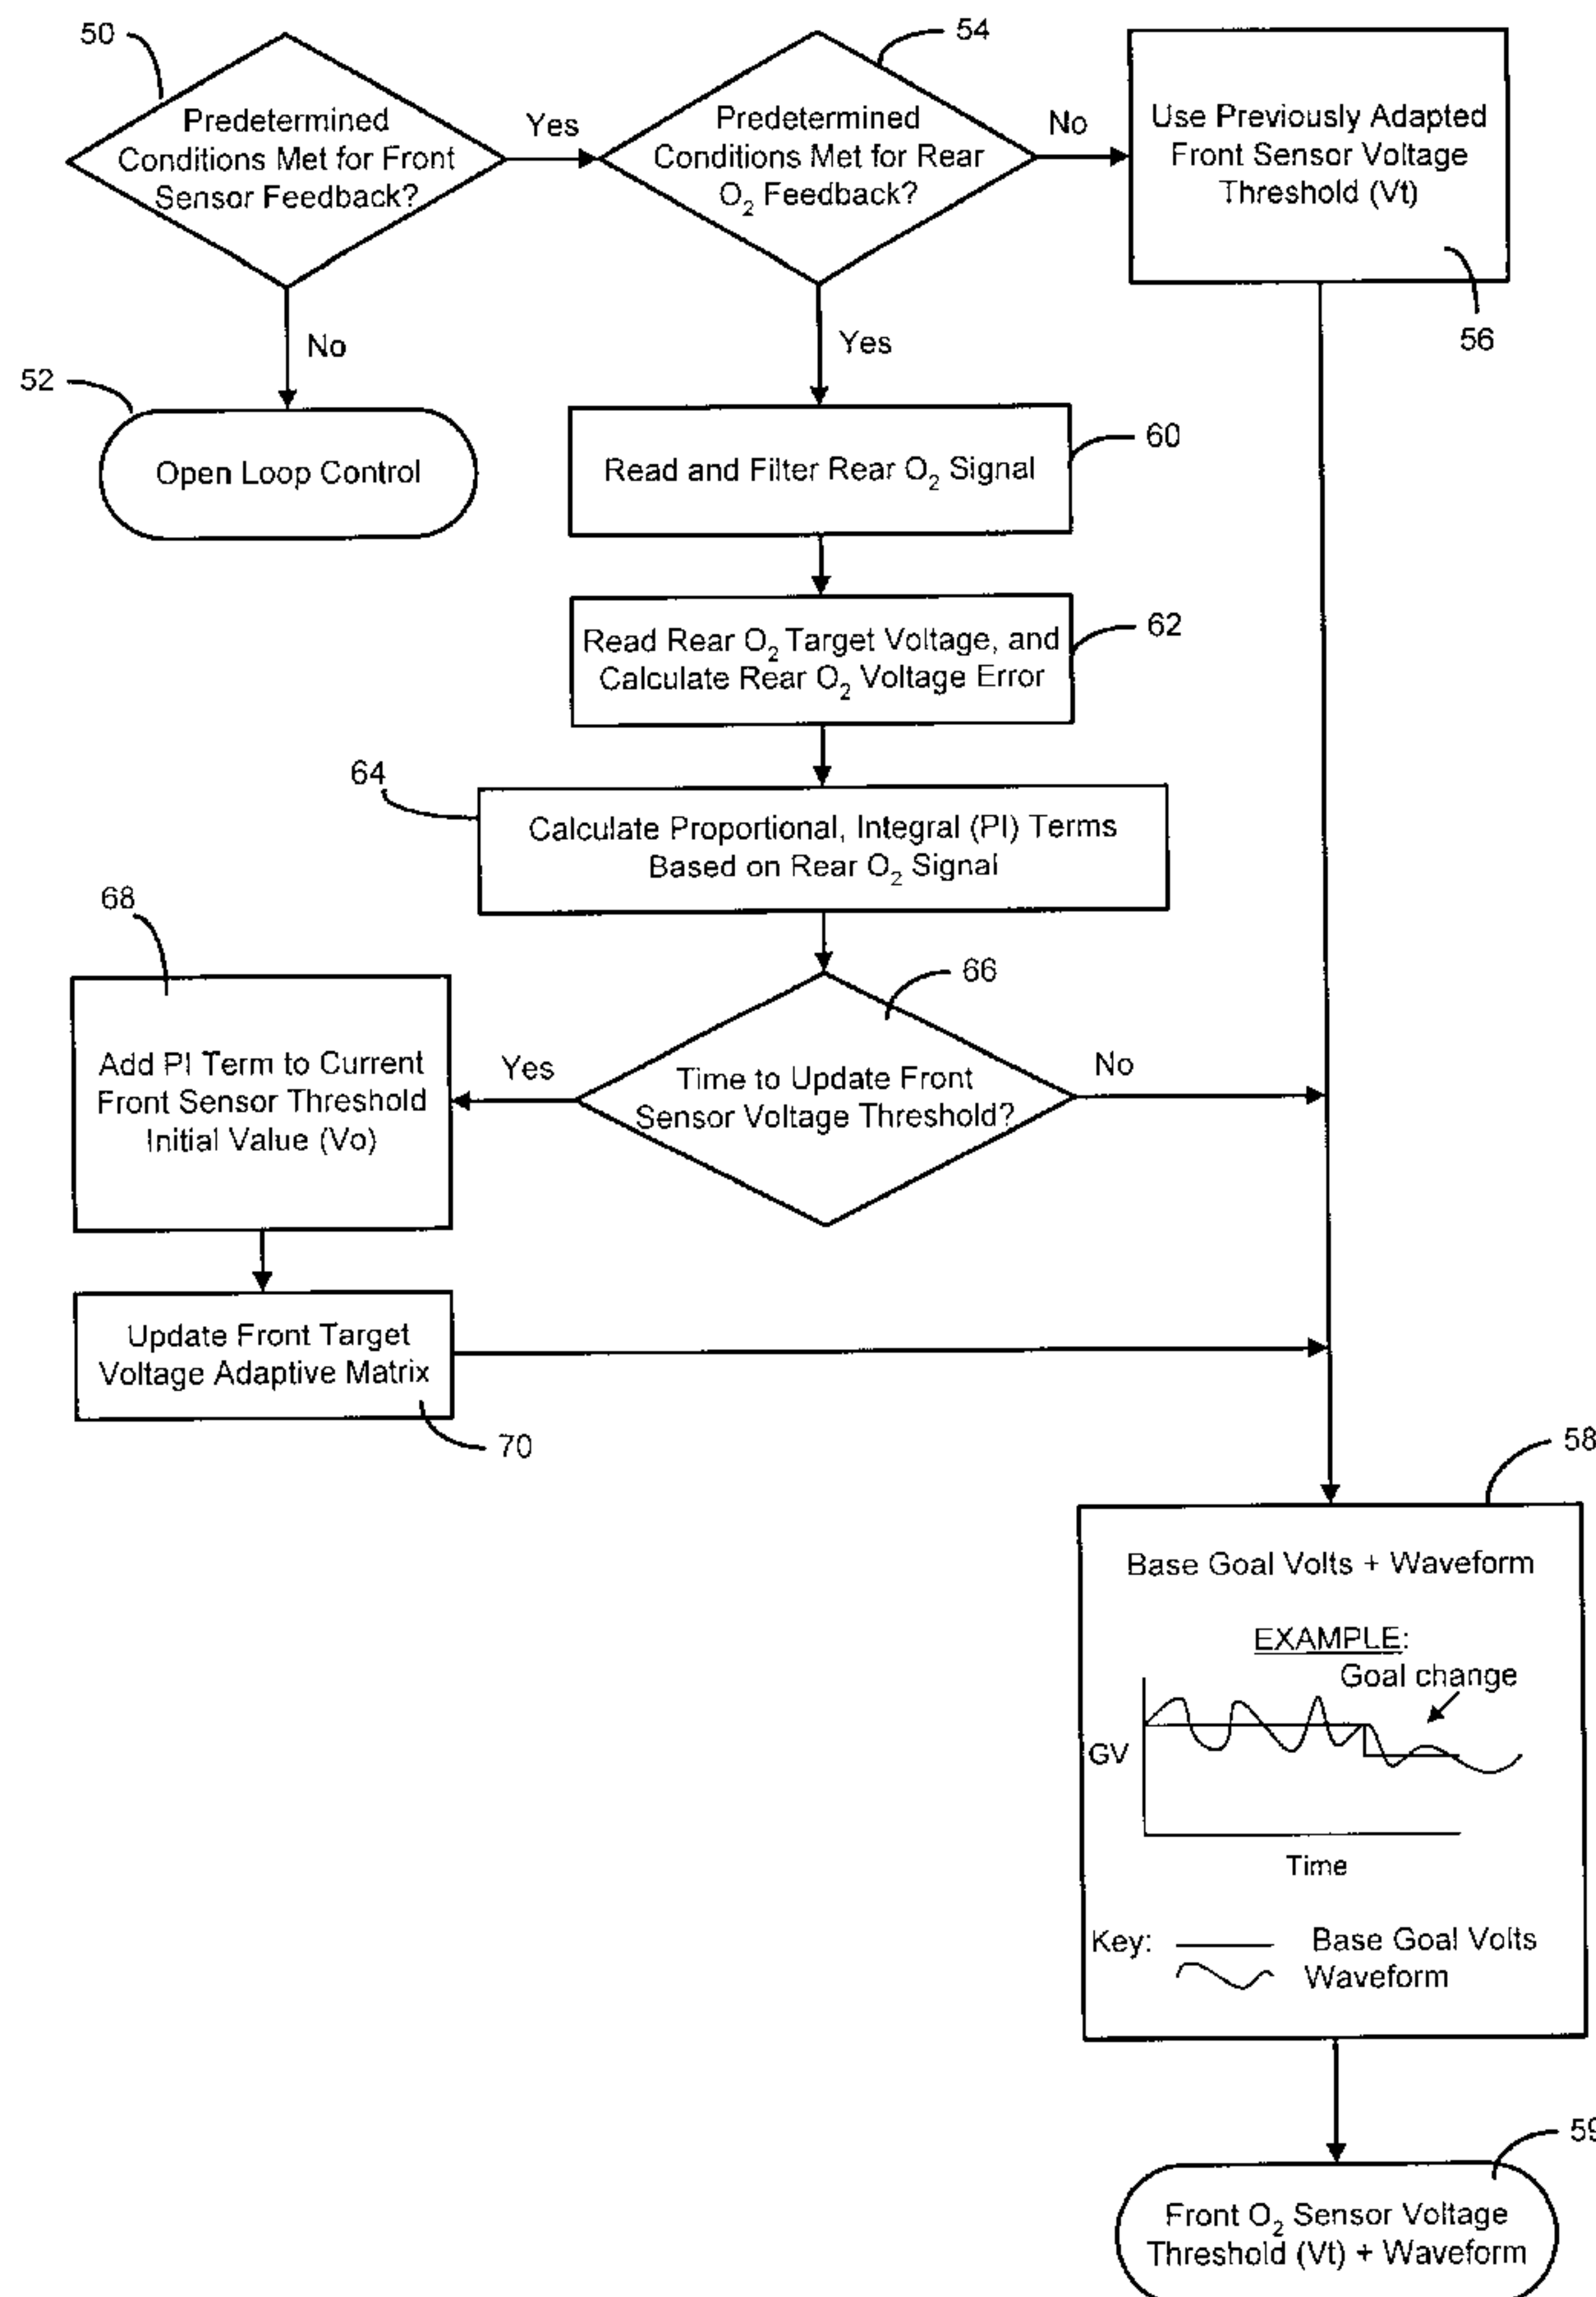 50
54
Predetermined
Conditions Met for Front
Sensor Feedback?
Yes
Predetermined
Conditions Met for Rear
O2 Feedback?
No
Use Previously Adapted
Front Sensor Voltage
Threshold (Vt)
56
No
Yes
52
Open Loop Control
60
Read and Filter Rear O2 Signal
62
Read Rear O2 Target Voltage, and
Calculate Rear O2 Voltage Error
64
Calculate Proportional, Integral (PI) Terms
Based on Rear O2 Signal
68
66
Add PI Term to Current
Front Sensor Threshold
Initial Value (Vo)
Yes
Time to Update Front
Sensor Voltage Threshold?
No
Update Front Target
Voltage Adaptive Matrix
70
58
Base Goal Volts + Waveform
EXAMPLE:
Goal change
GV
Time
Key:
Base Goal Volts
Waveform
59
Front O2 Sensor Voltage
Threshold (Vt) + Waveform